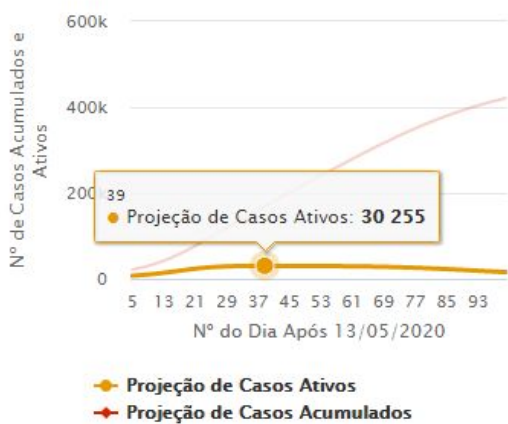 Nº de Casos Acumulados e
Ativos
600k
400k
200k
0
39
● Projeção de Casos Ativos: 30 255
5 13 21 29 37 45 53 61 69 77 85 93
Nº do Dia Após 13/05/2020
Projeção de Casos Ativos
Projeção de Casos Acumulados